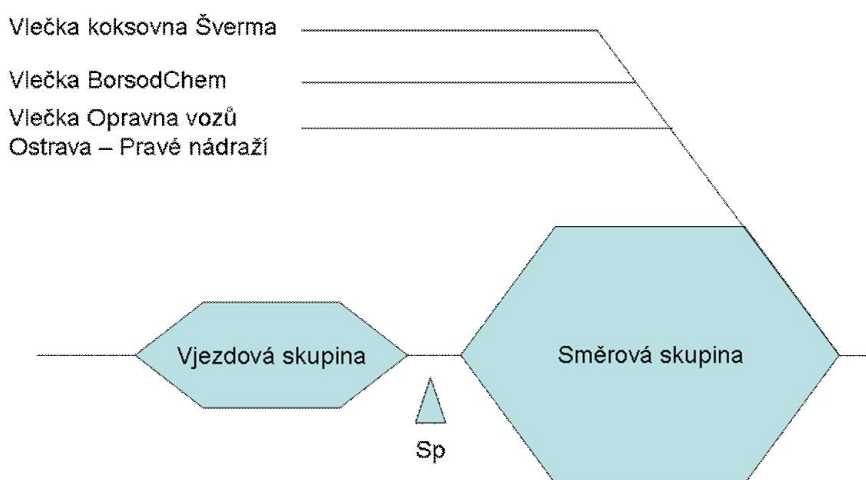 Vlečka koksovna Šverma
Vlečka BorsodChem
Vlečka Opravna vozů
Ostrava – Pravé nádraží
Vjezdová skupina
Směrová skupina
Sp